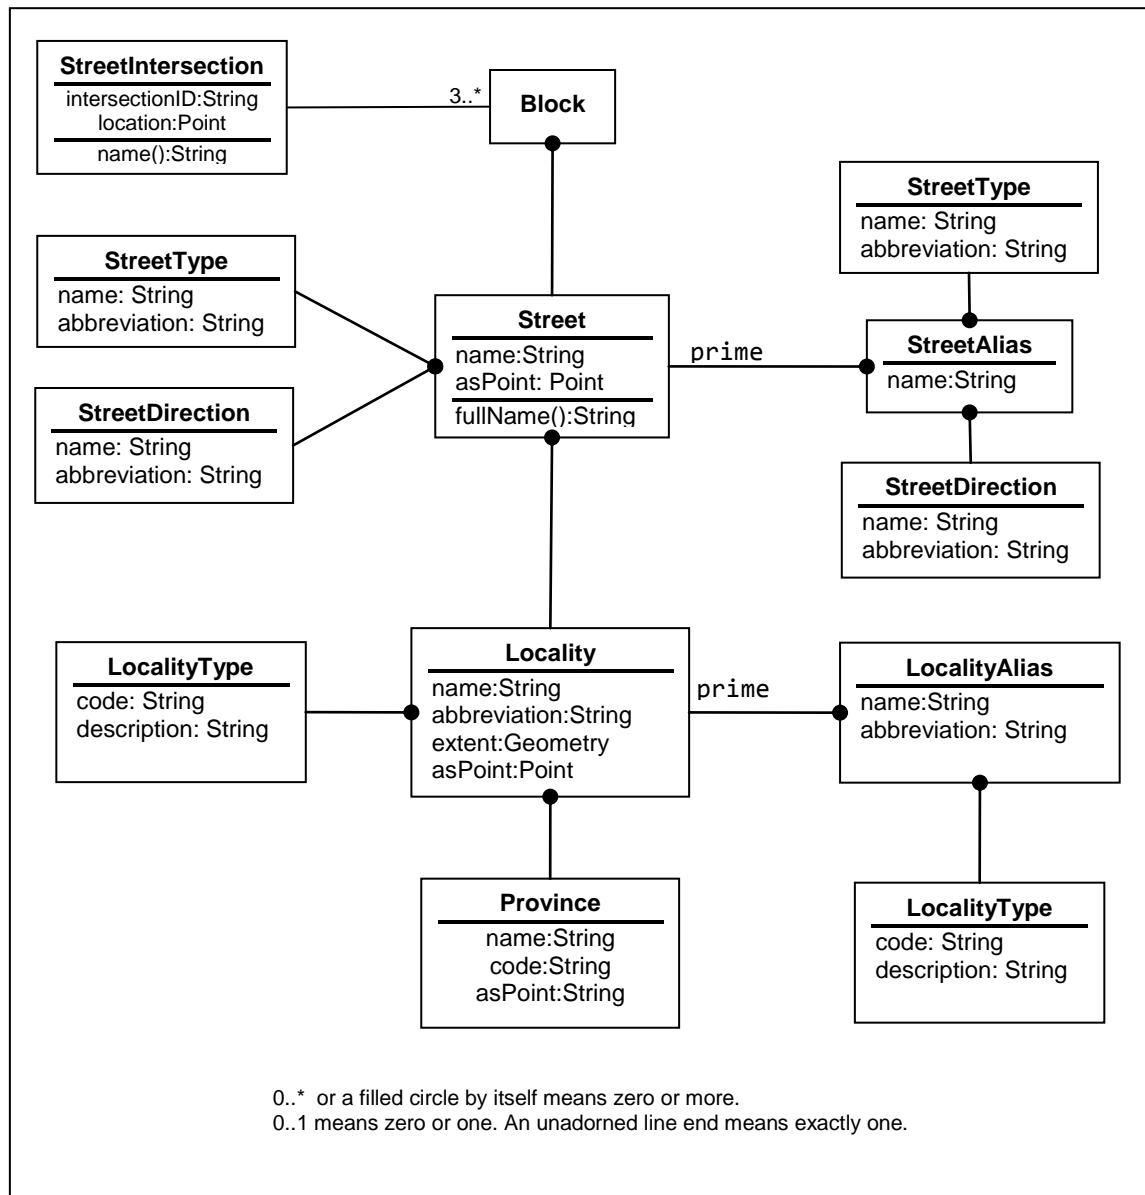 StreetIntersection
intersectionID:String
location:Point
name():String
3..*
Block
StreetType
name: String
abbreviation: String
StreetType
name: String
abbreviation: String
Street
name:String
asPoint: Point
fullName():String
prime
StreetAlias
name:String
StreetDirection
name: String
abbreviation: String
StreetDirection
name: String
abbreviation: String
LocalityType
code: String
description: String
Locality
name:String
abbreviation:String
extent:Geometry
asPoint:Point
prime
LocalityAlias
name:String
abbreviation: String
Province
name:String
code:String
asPoint:String
LocalityType
code: String
description: String
0..* or a filled circle by itself means zero or more.
0..1 means zero or one. An unadorned line end means exactly one.